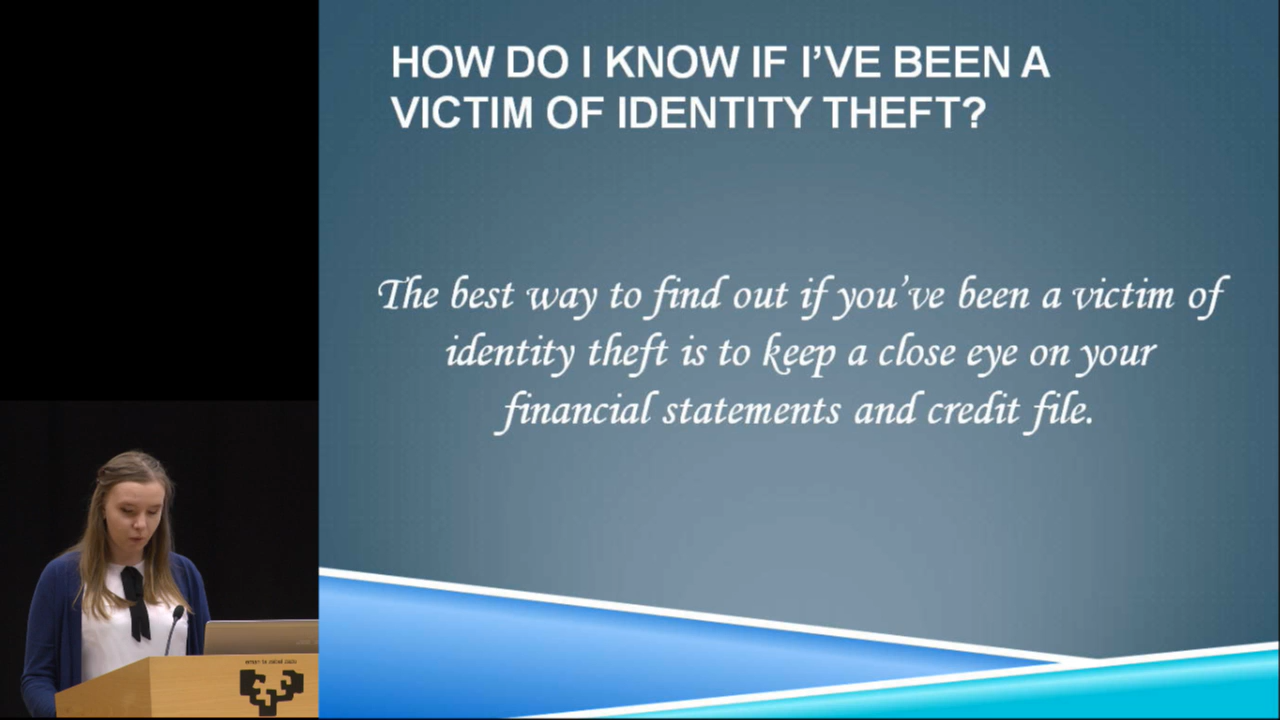 HOW DO I KNOW IF I'VE BEEN A
VICTIM OF IDENTITY THEFT?
The best way to find out if you've been a victim of
identity theft is to keep a close eye on your
financial statements and credit file.